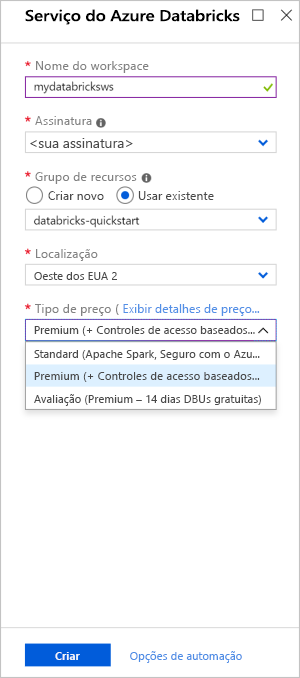 Serviço do Azure Databricks
* Nome do workspace
mydatabricksws
* Assinatura
<sua assinatura>
* Grupo de recursos
Criar novo Usar existente
databricks-quickstart
* Localização
Oeste dos EUA 2
* Tipo de preço ( Exibir detalhes de preço...
Premium (+ Controles de acesso baseados...
Standard (Apache Spark, Seguro com o Azu...
Premium (+ Controles de acesso baseados...
Avaliação (Premium – 14 dias DBUs gratuitas)
Criar Opções de automação